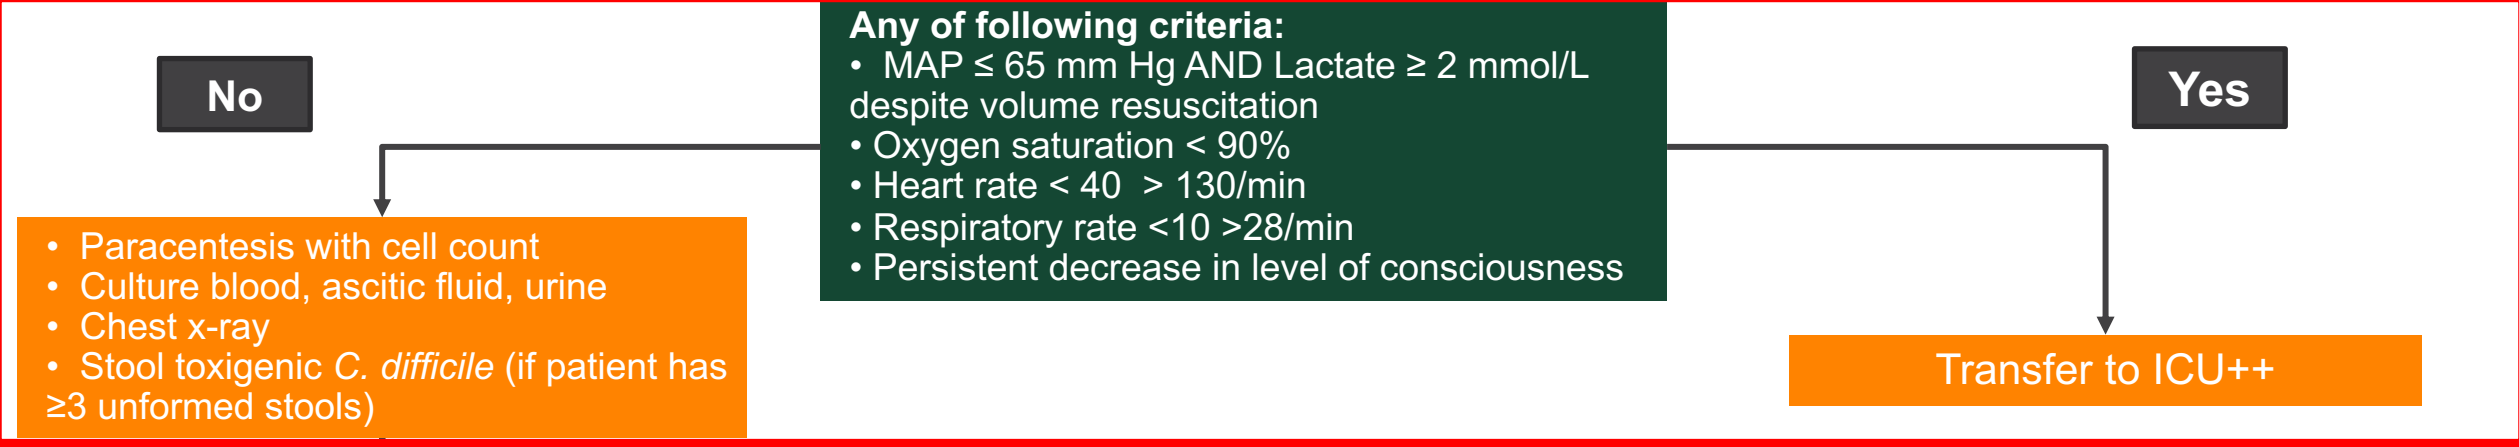 Any of following criteria:
• MAP ≤ 65 mm Hg AND Lactate ≥ 2 mmol/L
despite volume resuscitation
• Oxygen saturation < 90%
• Heart rate < 40 > 130/min
• Respiratory rate <10 >28/min
• Persistent decrease in level of consciousness
No
Yes
• Paracentesis with cell count
• Culture blood, ascitic fluid, urine
• Chest x-ray
• Stool toxigenic C. difficile (if patient has
≥3 unformed stools)
Transfer to ICU++